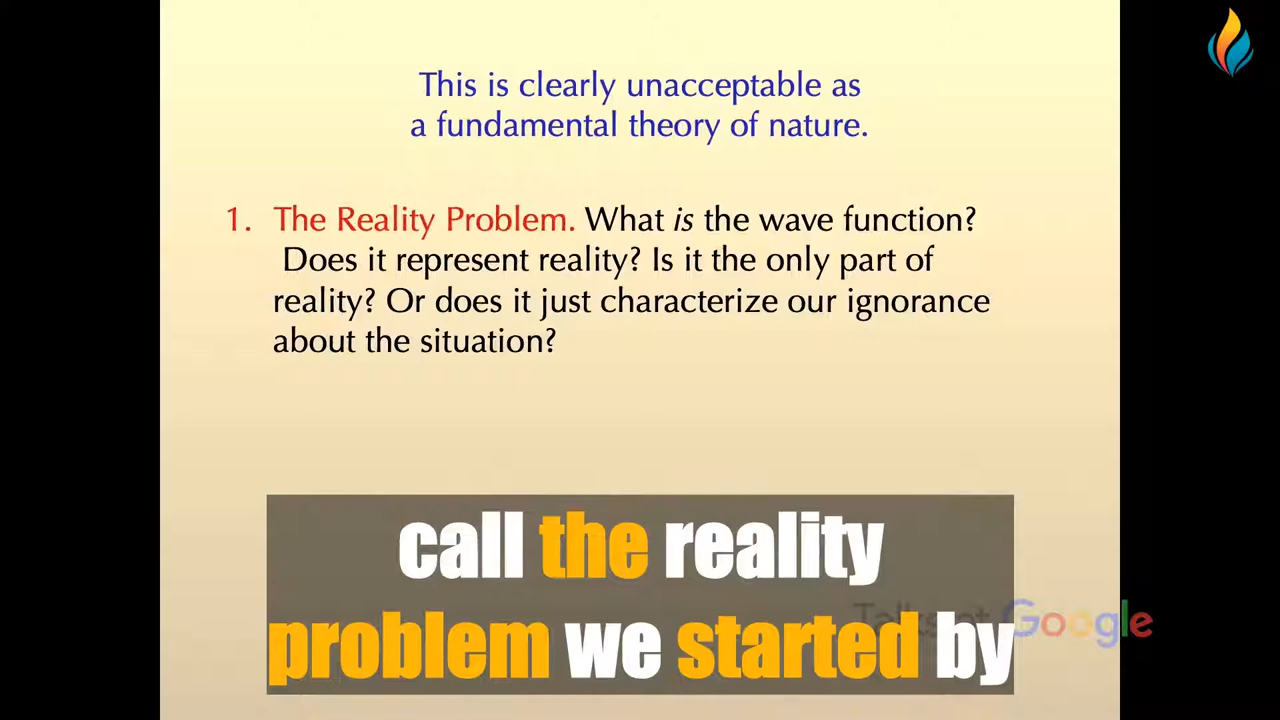 This is clearly unacceptable as
a fundamental theory of nature.
1. The Reality Problem. What is the wave function?
Does it represent reality? Is it the only part of
reality? Or does it just characterize our ignorance
about the situation?
call the reality
problem we started by
Talks at Google